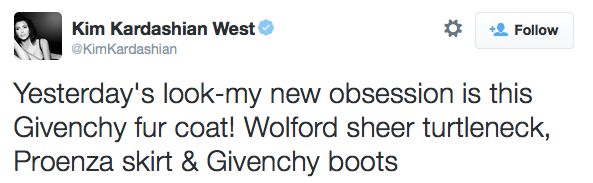 Kim Kardashian West
@KimKardashian
Follow
Yesterday's look-my new obsession is this
Givenchy fur coat! Wolford sheer turtleneck,
Proenza skirt & Givenchy boots